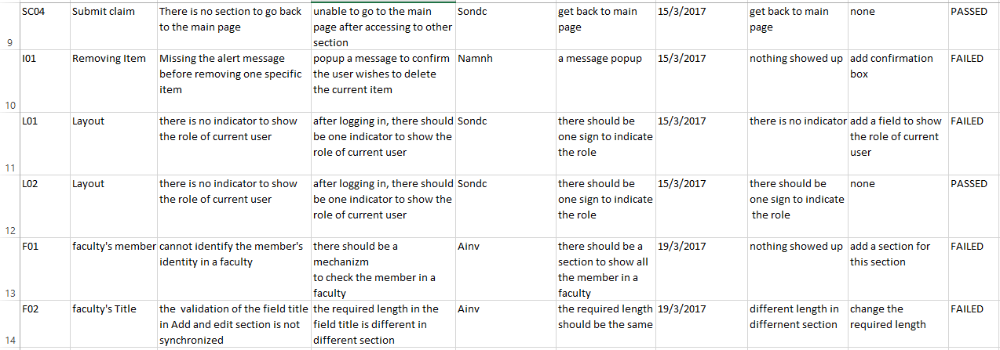 SC04
Submit claim
There is no section to go back
to the main page
unable to go to the main
page after accessing to other
section
Sondc
get back to main
page
15/3/2017
get back to main
page
none
PASSED
9
I01
Removing Item
Missing the alert message
before removing one specific
item
popup a message to confirm
the user wishes to delete
the current item
Namnh
a message popup
15/3/2017
nothing showed up
add confirmation
box
FAILED
10
L01
Layout
there is no indicator to show
the role of current user
after logging in, there should
be one indicator to show the
role of current user
Sondc
there should be
one sign to indicate
the role
15/3/2017
there is no indicator
add a field to show
the role of current
user
FAILED
11
L02
Layout
there is no indicator to show
the role of current user
after logging in, there should
be one indicator to show the
role of current user
Sondc
there should be
one sign to indicate
the role
15/3/2017
there should be
one sign to indicate
the role
none
PASSED
12
F01
faculty's member
cannot identify the member's
identity in a faculty
there should be a
mechanizm
to check the member in a
faculty
Ainv
there should be a
section to show all
the member in a
faculty
19/3/2017
nothing showed up
add a section for
this section
FAILED
13
F02
faculty's Title
the validation of the field title
in Add and edit section is not
synchronized
the required length in the
field title is different in
different section
Ainv
the required length
should be the same
19/3/2017
different length in
differnent section
change the
required length
FAILED
14